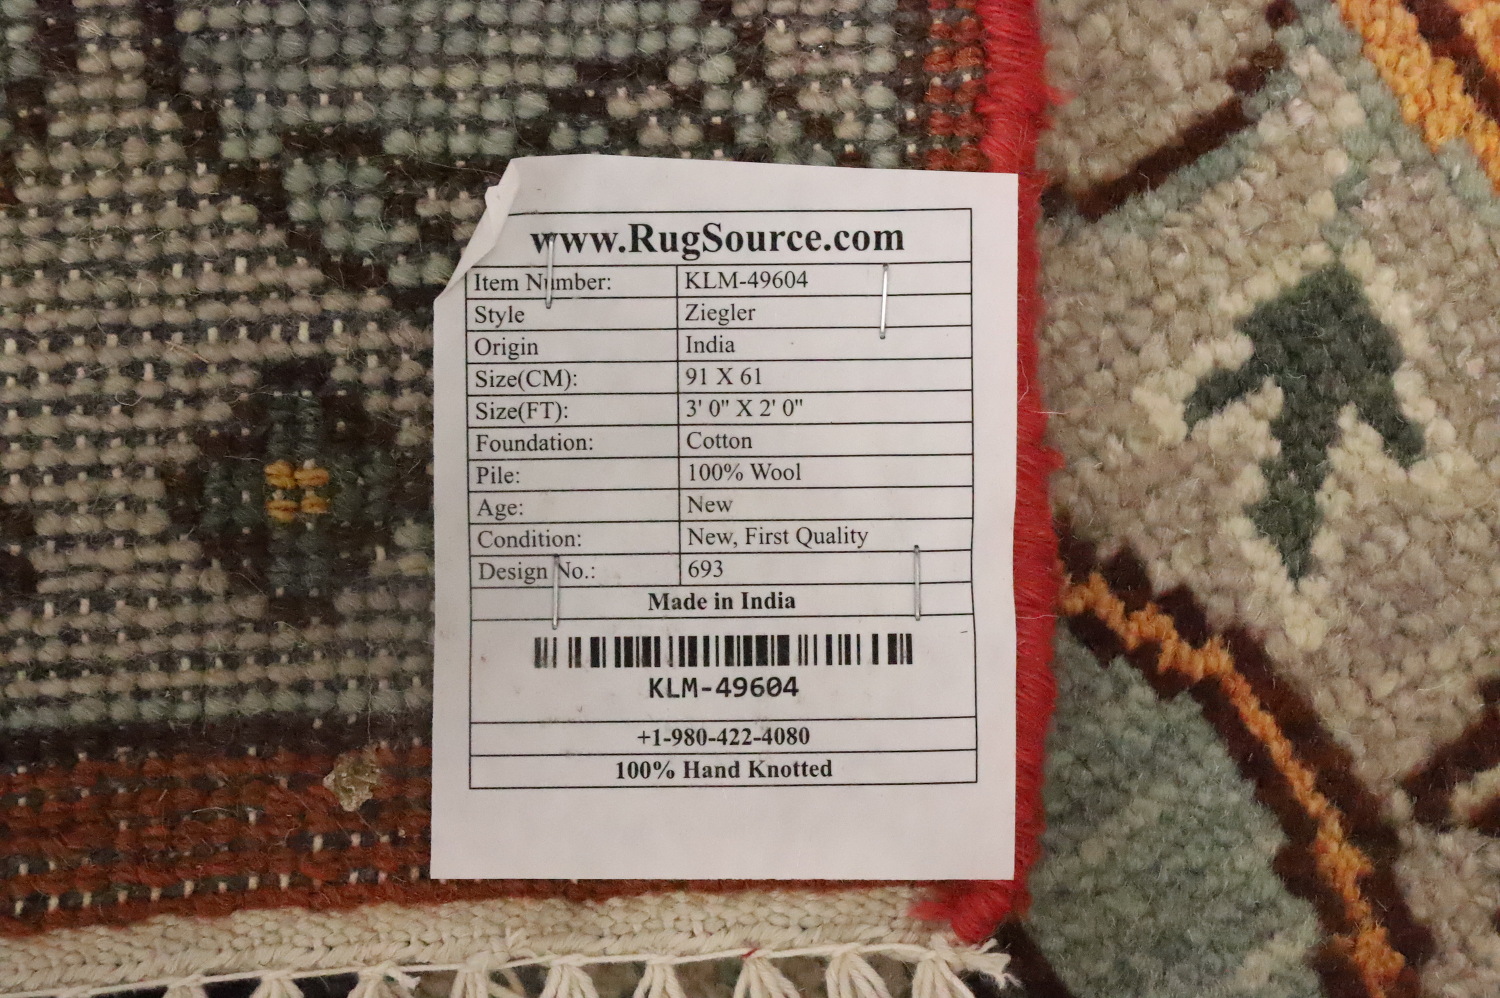 www.RugSource.com
Item Number: KLM-49604
Style Ziegler
Origin India
Size(CM): 91 X 61
Size(FT): 3' 0" X 2' 0"
Foundation: Cotton
Pile: 100% Wool
Age: New
Condition: New, First Quality
Design No.: 693
Made in India
KLM-49604
+1-980-422-4080
100% Hand Knotted